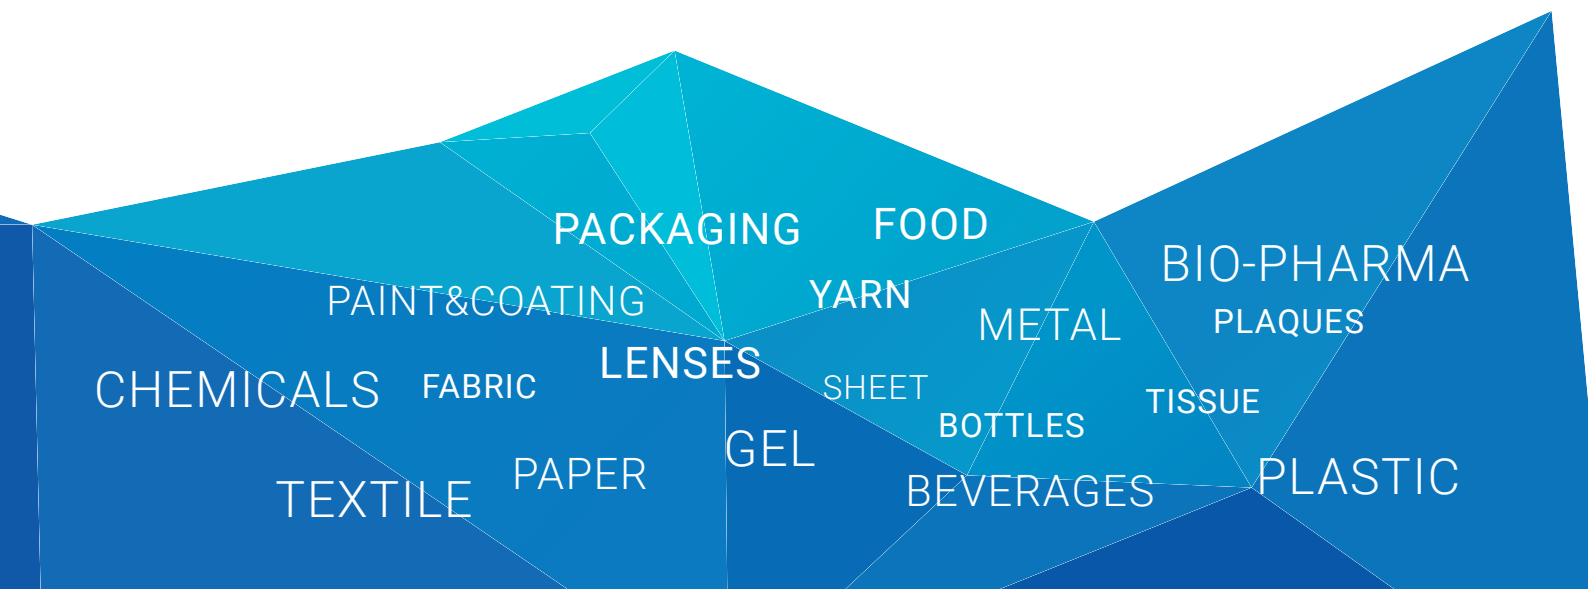 PACKAGING
FOOD
BIO-PHARMA
PAINT&COATING
YARN
METAL
PLAQUES
LENSES
CHEMICALS
FABRIC
SHEET
TISSUE
BOTTLES
GEL
PAPER
PLASTIC
TEXTILE
BEVERAGES